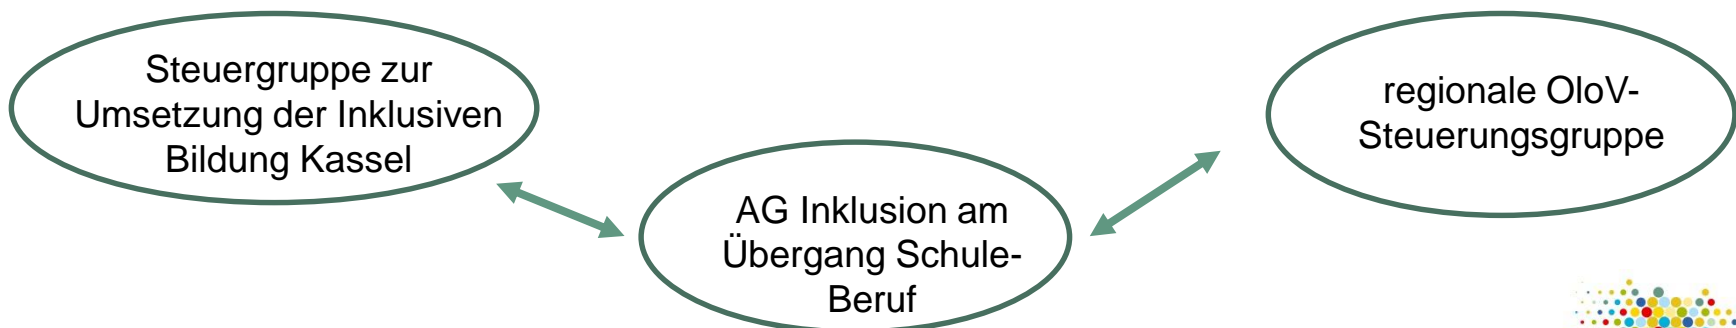 Steuergruppe zur
Umsetzung der Inklusiven
Bildung Kassel
regionale OloV-
Steuerungsgruppe
AG Inklusion am
Übergang Schule-
Beruf